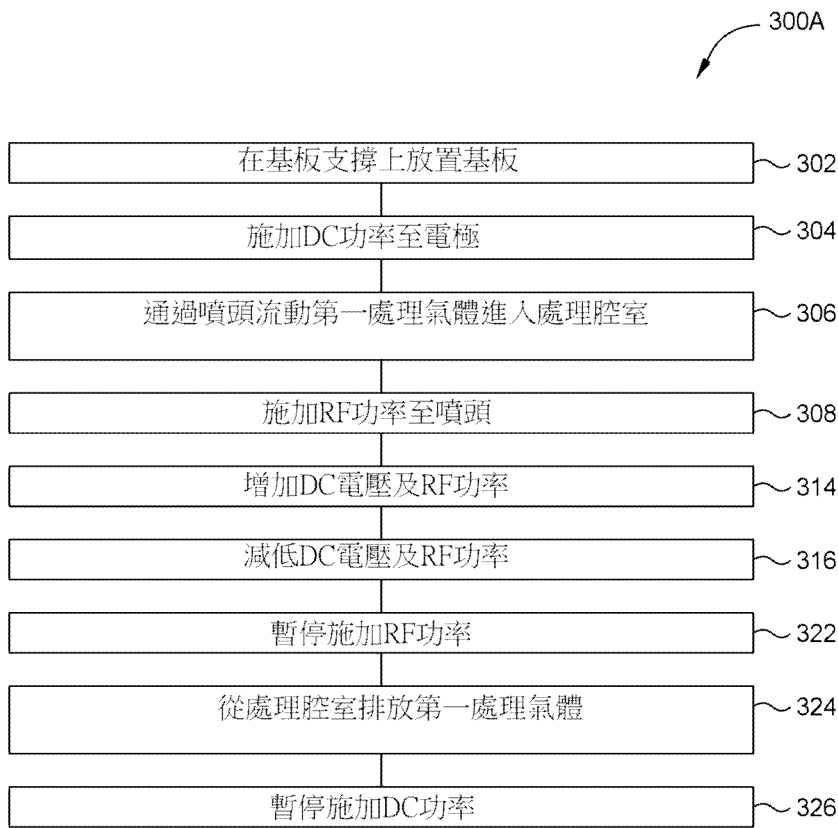 300A
在基板支撐上放置基板 302
施加DC功率至電極 304
通過噴頭流動第一處理氣體進入處理腔室 306
施加RF功率至噴頭 308
增加DC電壓及RF功率 314
減低DC電壓及RF功率 316
暫停施加RF功率 322
從處理腔室排放第一處理氣體 324
暫停施加DC功率 326